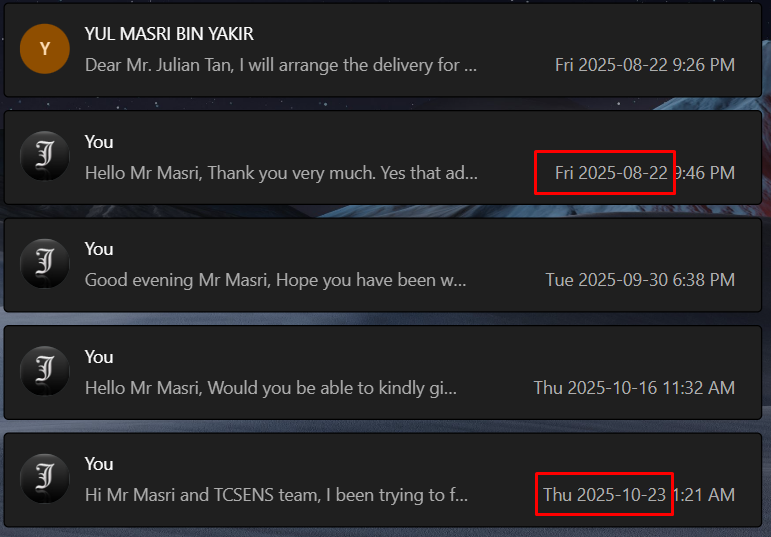 Y
YUL MASRI BIN YAKIR
Dear Mr. Julian Tan, I will arrange the delivery for ... Fri 2025-08-22 9:26 PM
J
You
Hello Mr Masri, Thank you very much. Yes that ad... Fri 2025-08-22 9:46 PM
J
You
Good evening Mr Masri, Hope you have been w... Tue 2025-09-30 6:38 PM
J
You
Hello Mr Masri, Would you be able to kindly gi... Thu 2025-10-16 11:32 AM
J
You
Hi Mr Masri and TCSENS team, I been trying to f... Thu 2025-10-23 1:21 AM